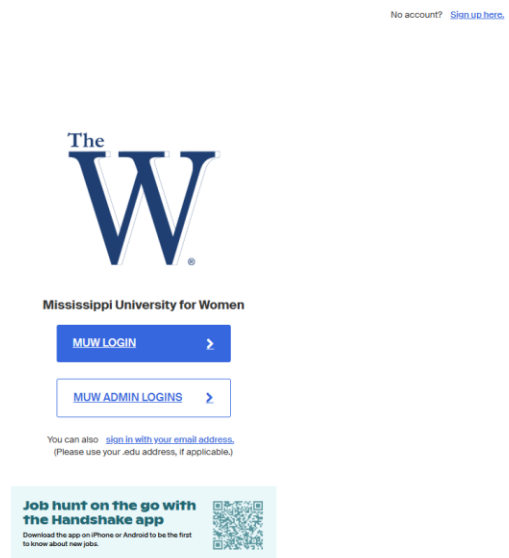 No account? Sign up here.
The
W®
Mississippi University for Women
MUW LOGIN
MUW ADMIN LOGINS
You can also sign in with your email address.
(Please use your .edu address, if applicable.)
Job hunt on the go with
the Handshake app
Download the app on iPhone or Android to be the first
to know about new jobs.